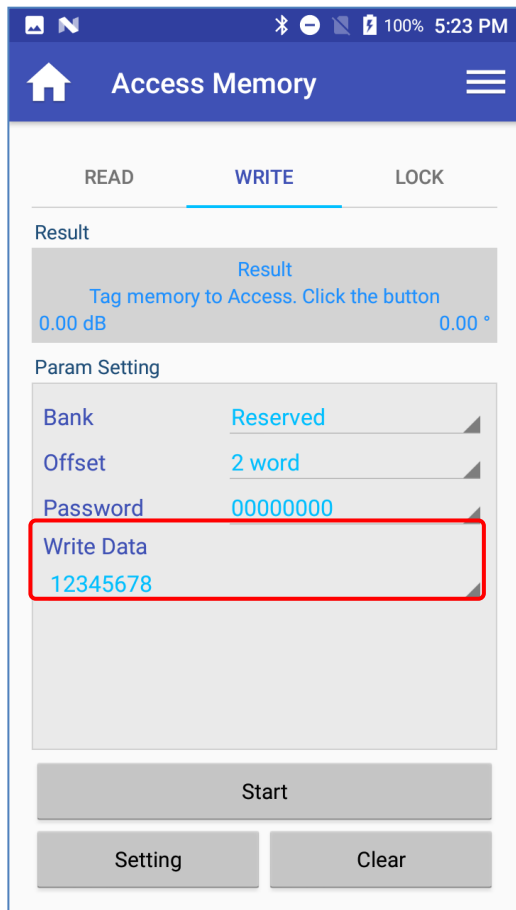 100% 5:23 PM
Access Memory
READ WRITE LOCK
Result
Result
Tag memory to Access. Click the button
0.00 dB 0.00 °
Param Setting
Bank Reserved
Offset 2 word
Password 00000000
Write Data
12345678
Start
Setting Clear